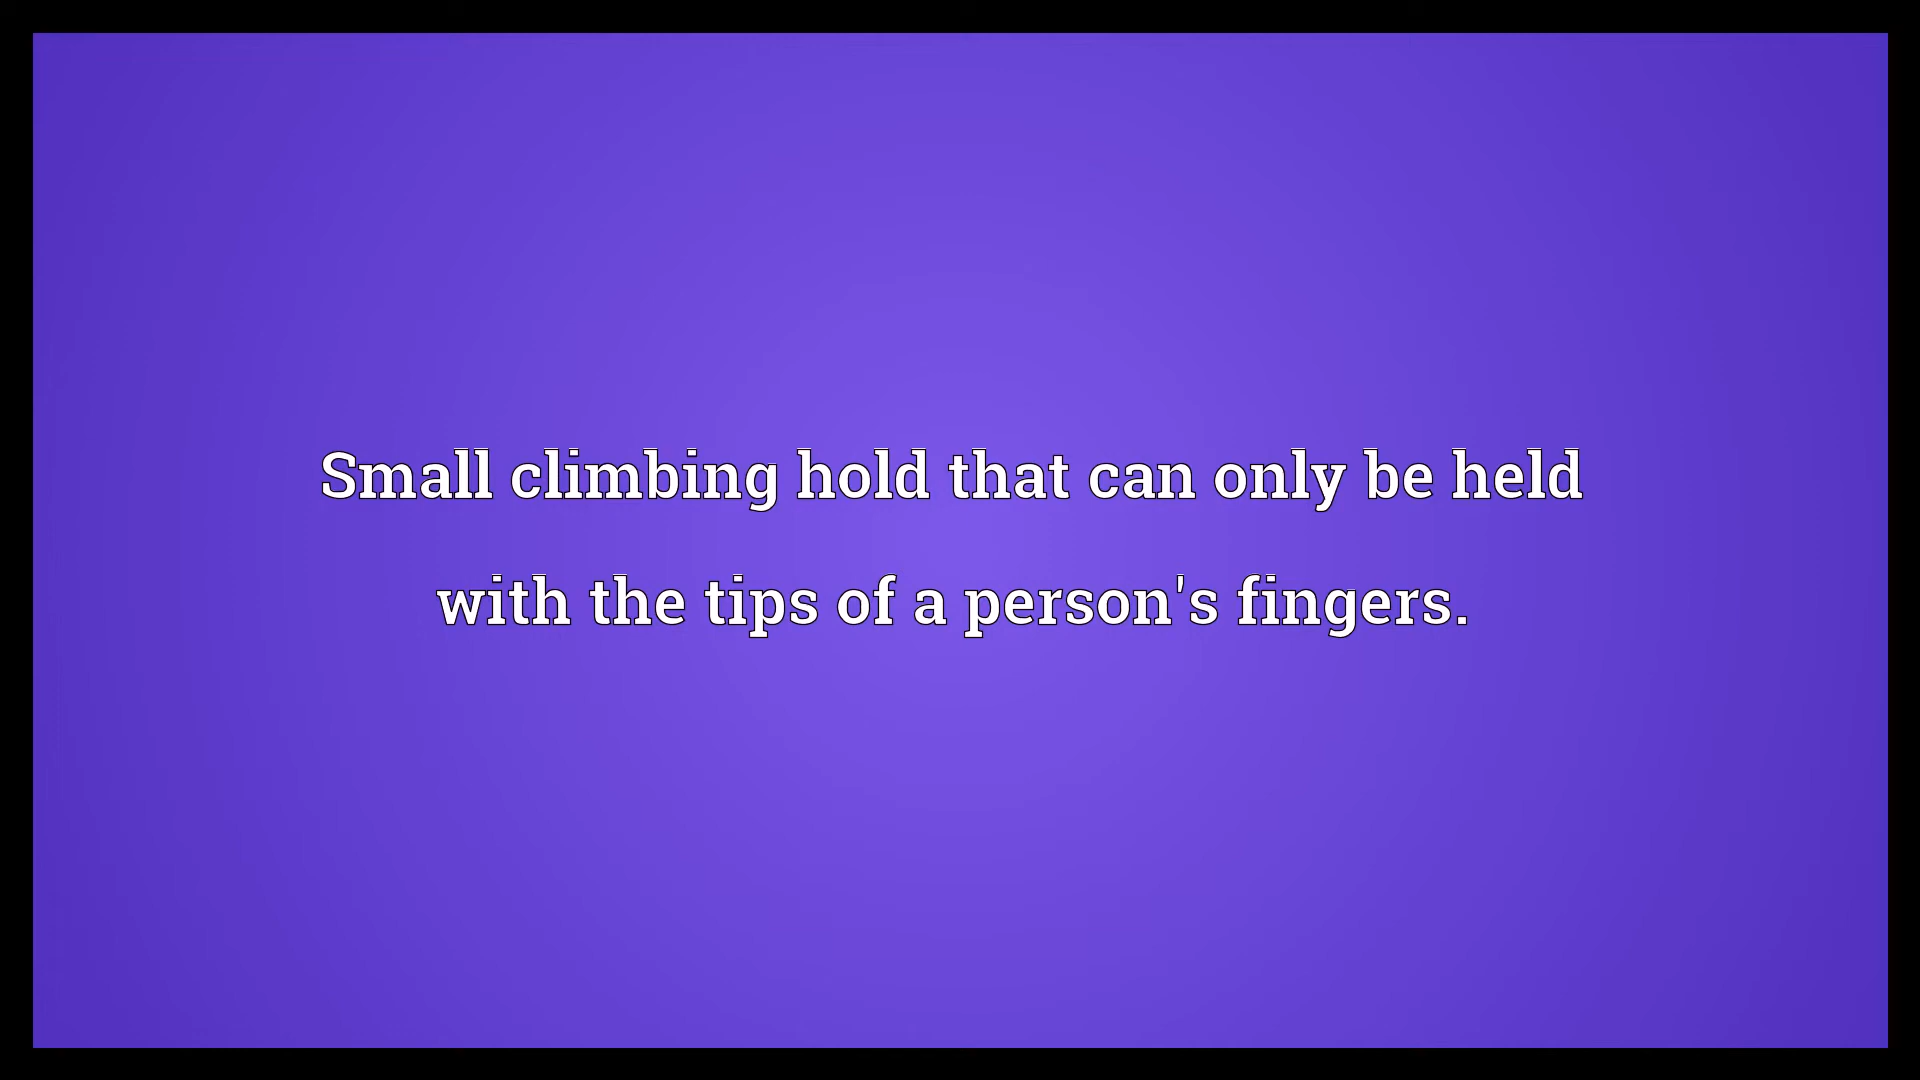 Small climbing hold that can only be held
with the tips of a person's fingers.